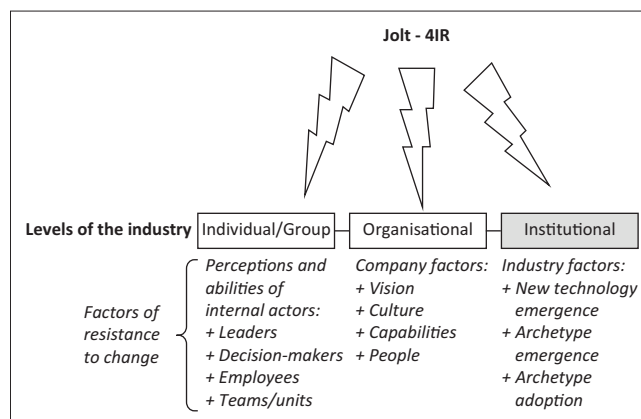 Jolt - 4IR
Levels of the industry
Individual/Group
Organisational
Institutional
Factors of
resistance
to change
Perceptions and
abilities of
internal actors:
+ Leaders
+ Decision-makers
+ Employees
+ Teams/units
Company factors:
+ Vision
+ Culture
+ Capabilities
+ People
Industry factors:
+ New technology
emergence
+ Archetype
emergence
+ Archetype
adoption